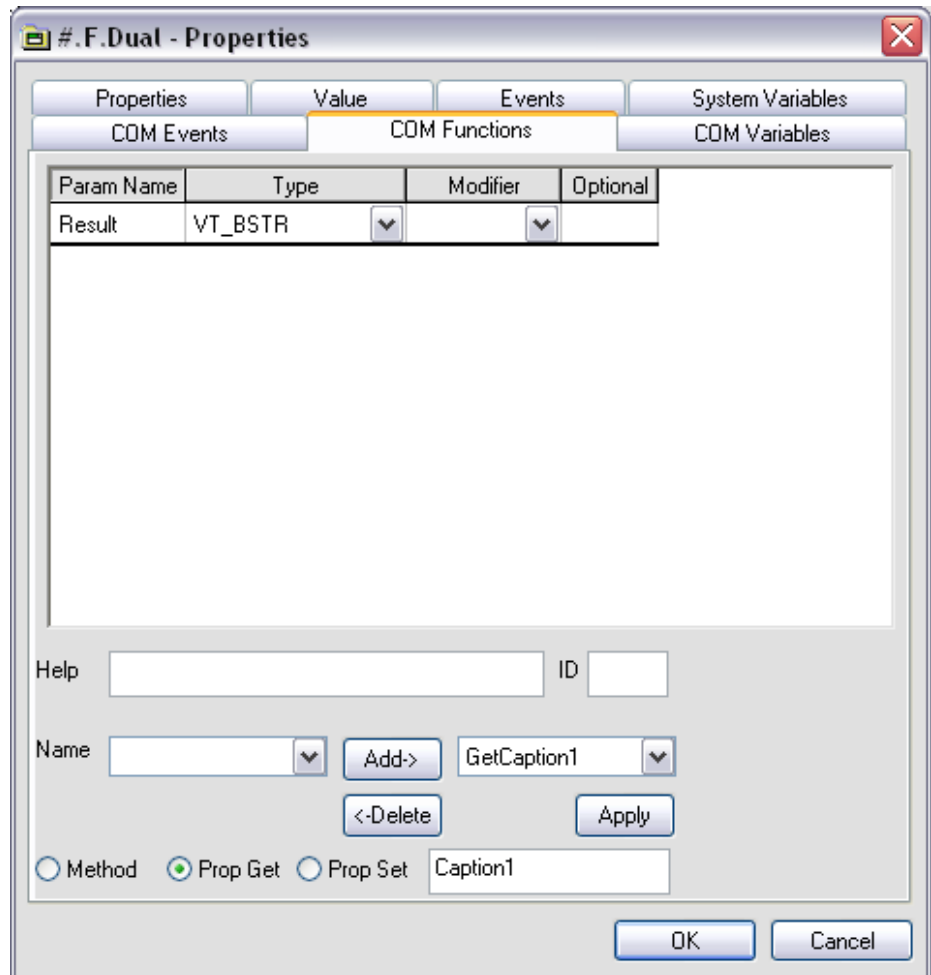 #.F.Dual - Properties
Properties Value Events System Variables
COM Events COM Functions COM Variables
Param Name Type Modifier Optional
Result VT_BSTR
Help ID
Name Add-> GetCaption1
<-Delete Apply
Method Prop Get Prop Set Caption1
OK Cancel